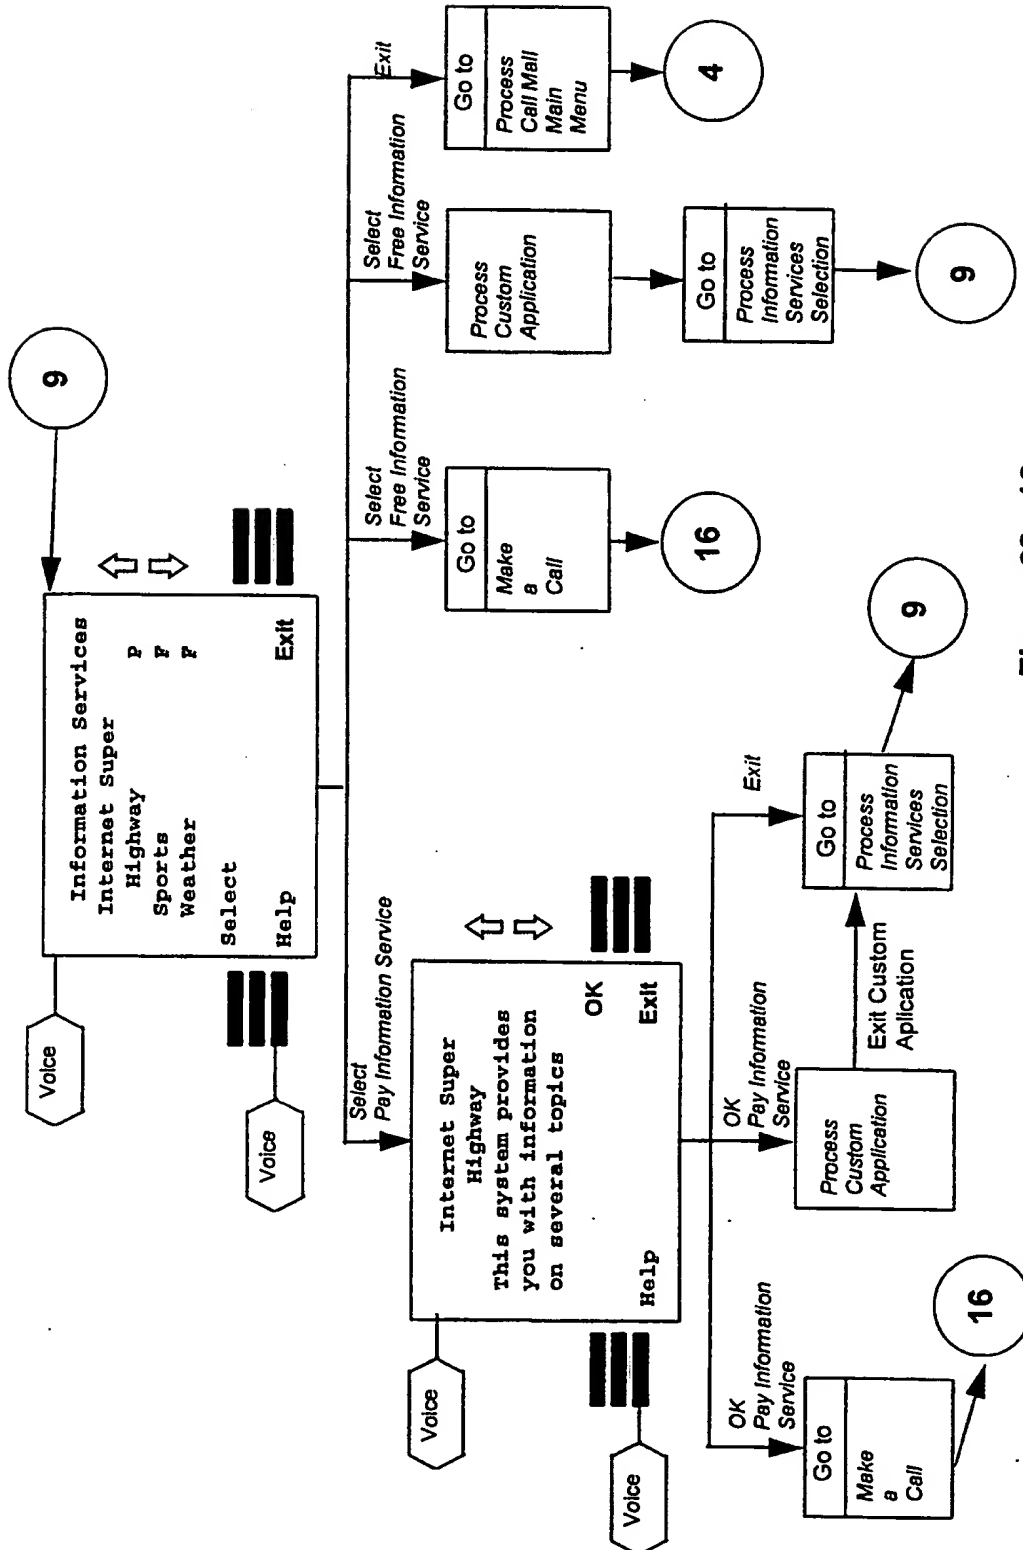 9
Voice
Information Services
Internet Super
Highway P
Sports F
Weather F
Select
Help Exit
Voice
Select
Pay Information Service
Select
Free Information
Service
Select
Free Information
Service
Exit
Go to
Make
a
Call
16
Process
Custom
Application
Go to
Process
Information
Services
Selection
9
Go to
Process
Call Mall
Main
Menu
4
Voice
Internet Super
Highway
This system provides
you with information
on several topics
OK
Help Exit
Voice
OK
Pay Information
Service
OK
Pay Information
Service
Exit
Go to
Make
a
Call
16
Process
Custom
Application
Exit Custom
Aplication
Go to
Process
Information
Services
Selection
9